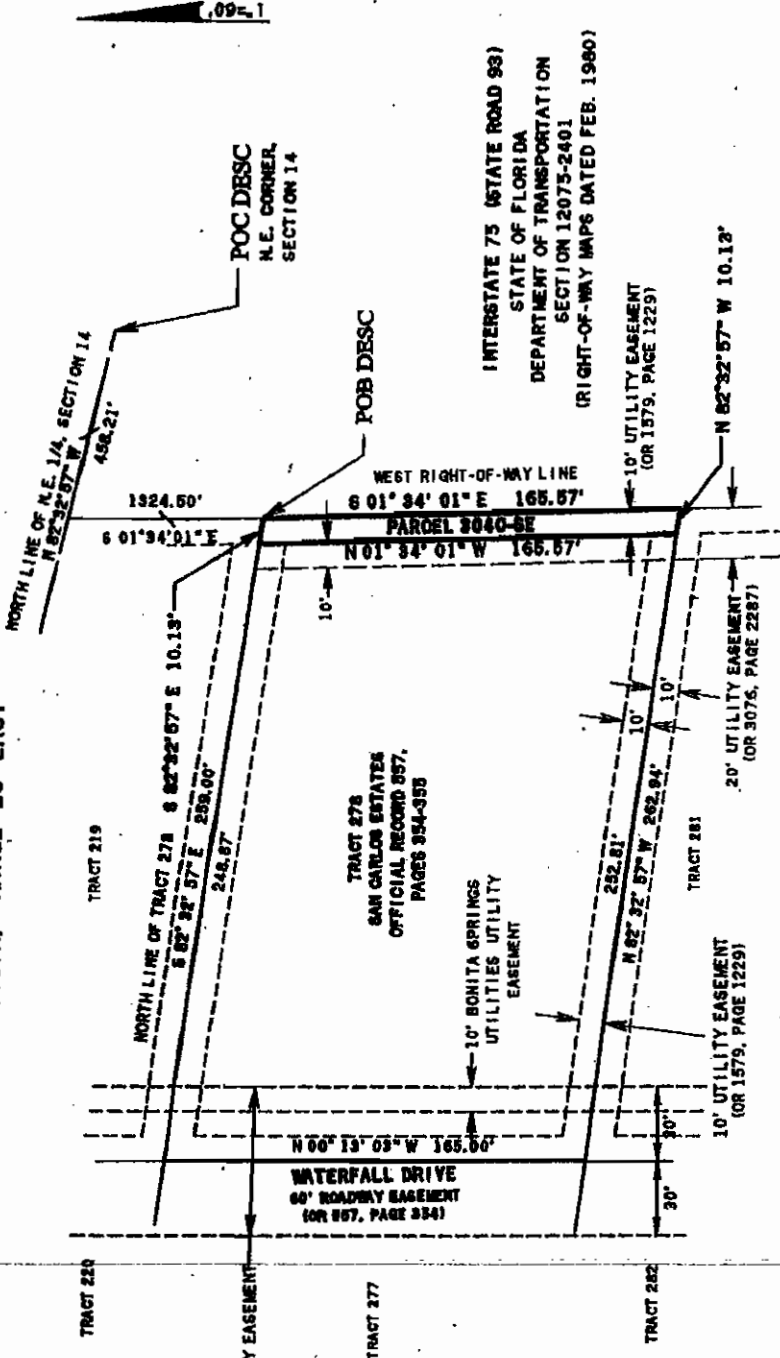 1"=60'
NORTH LINE OF N.E. 1/4, SECTION 14
N 82°32'57" W
458.21'
POC DESC
N.E. CORNER,
SECTION 14
1324.50'
S 01°34'01" E
POB DESC
INTERSTATE 75 (STATE ROAD 93)
STATE OF FLORIDA
DEPARTMENT OF TRANSPORTATION
SECTION 12075-2401
(RIGHT-OF-WAY MAPS DATED FEB. 1980)
WEST RIGHT-OF-WAY LINE
S 01° 34' 01" E 165.57'
PARCEL 3040-SE
N 01° 34' 01" W 165.57'
10'
10' UTILITY EASEMENT
(OR 1579, PAGE 1229)
N 82°32'57" W 10.13'
TRACT 219
NORTH LINE OF TRACT 278
S 82°32'57" E 10.13'
S 82° 32' 57" E 259.00'
248.87'
TRACT 278
SAN CARLOS ESTATES
OFFICIAL RECORD 557,
PAGES 354-355
10' BONITA SPRINGS
UTILITIES UTILITY
EASEMENT
252.81'
N 82° 32' 57" W 262.94'
10'
10'
20' UTILITY EASEMENT
(OR 3076, PAGE 2287)
TRACT 281
10' UTILITY EASEMENT
(OR 1579, PAGE 1229)
N 00° 13' 03" W 165.00'
WATERFALL DRIVE
60' ROADWAY EASEMENT
(OR 557, PAGE 354)
30'
30'
TRACT 220
Y EASEMENT
TRACT 277
TRACT 282